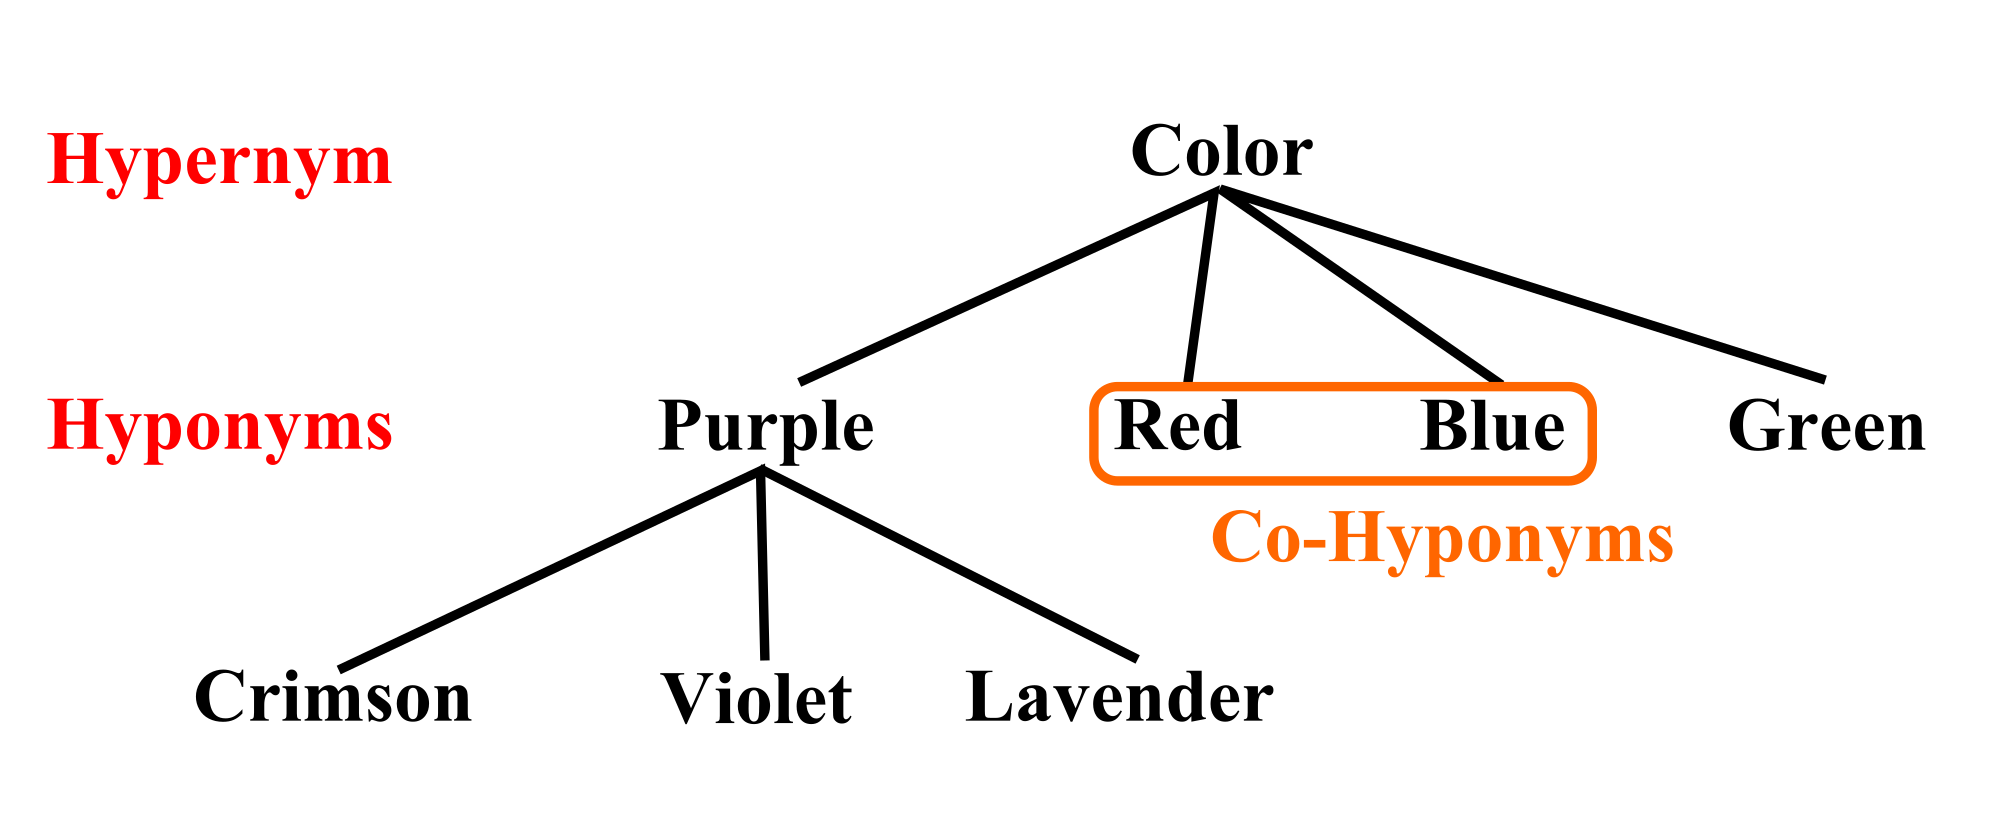 Hypernym Color
Hyponyms Purple Red Blue Green
Co-Hyponyms
Crimson Violet Lavender